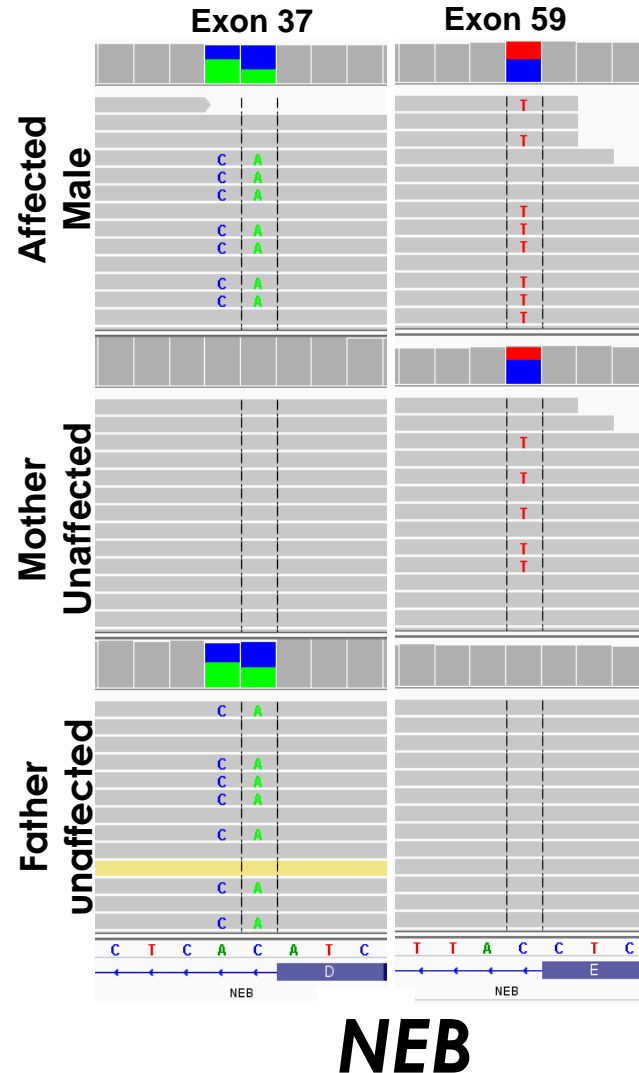 Exon 37
Exon 59
Affected
Male
C A
C A
C A
C A
C A
C A
C A
T
T
T
T
T
T
T
T
Mother
Unaffected
T
T
T
T
T
Father
unaffected
C A
C A
C A
C A
C A
C A
C A
C T C A C A T C
D
NEB
T T A C C T C
E
NEB
NEB